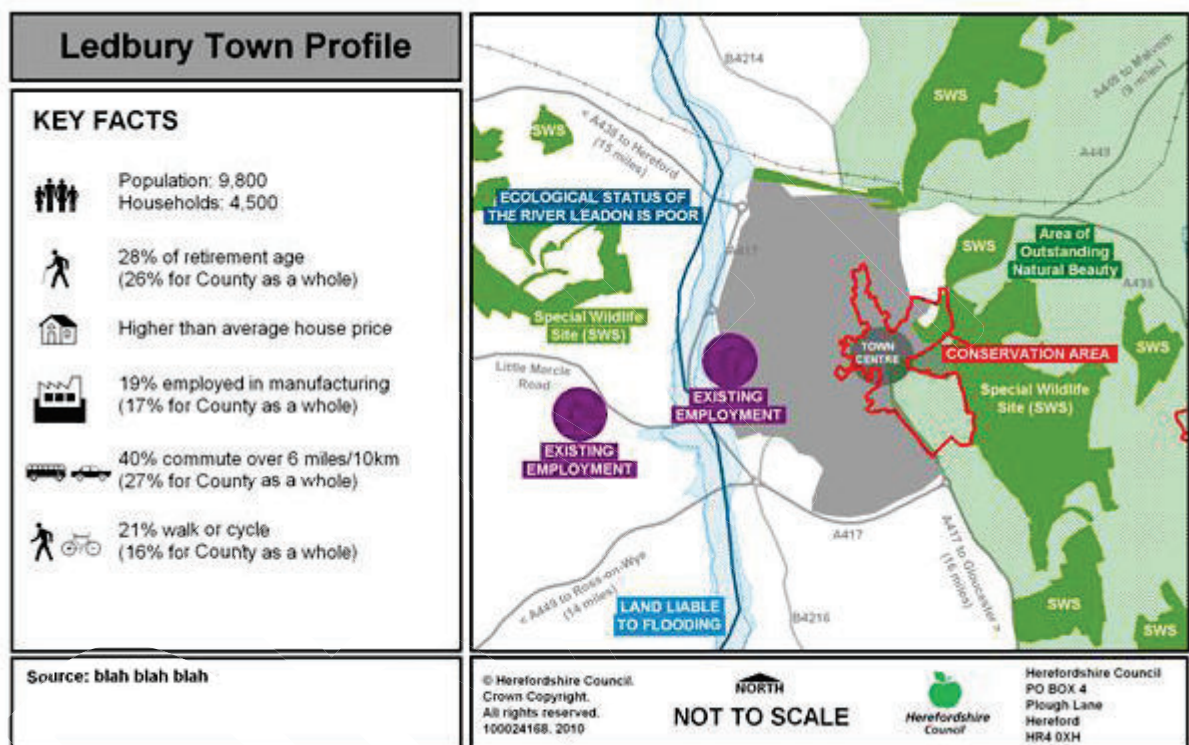 Ledbury Town Profile
KEY FACTS
Population: 9,800
Households: 4,500
28% of retirement age
(26% for County as a whole)
Higher than average house price
19% employed in manufacturing
(17% for County as a whole)
40% commute over 6 miles/10km
(27% for County as a whole)
21% walk or cycle
(16% for County as a whole)
Source: blah blah blah
B4214
SWS
A449 to Malvern
(9 miles)
A449
SWS
< A438 to Hereford
(15 miles)
ECOLOGICAL STATUS OF
THE RIVER LEADON IS POOR
A417
SWS
Area of
Outstanding
Natural Beauty
A438
Special Wildlife
Site (SWS)
TOWN
CENTRE
CONSERVATION AREA
SWS
Little Marcle
Road
EXISTING
EMPLOYMENT
Special Wildlife
Site (SWS)
EXISTING
EMPLOYMENT
A417
A417 to Gloucester >
(16 miles)
< A449 to Ross-on-Wye
(14 miles)
LAND LIABLE
TO FLOODING
B4216
SWS
SWS
© Herefordshire Council.
Crown Copyright.
All rights reserved.
100024168. 2010
NORTH
NOT TO SCALE
Herefordshire
Council
Herefordshire Council
PO BOX 4
Plough Lane
Hereford
HR4 0XH